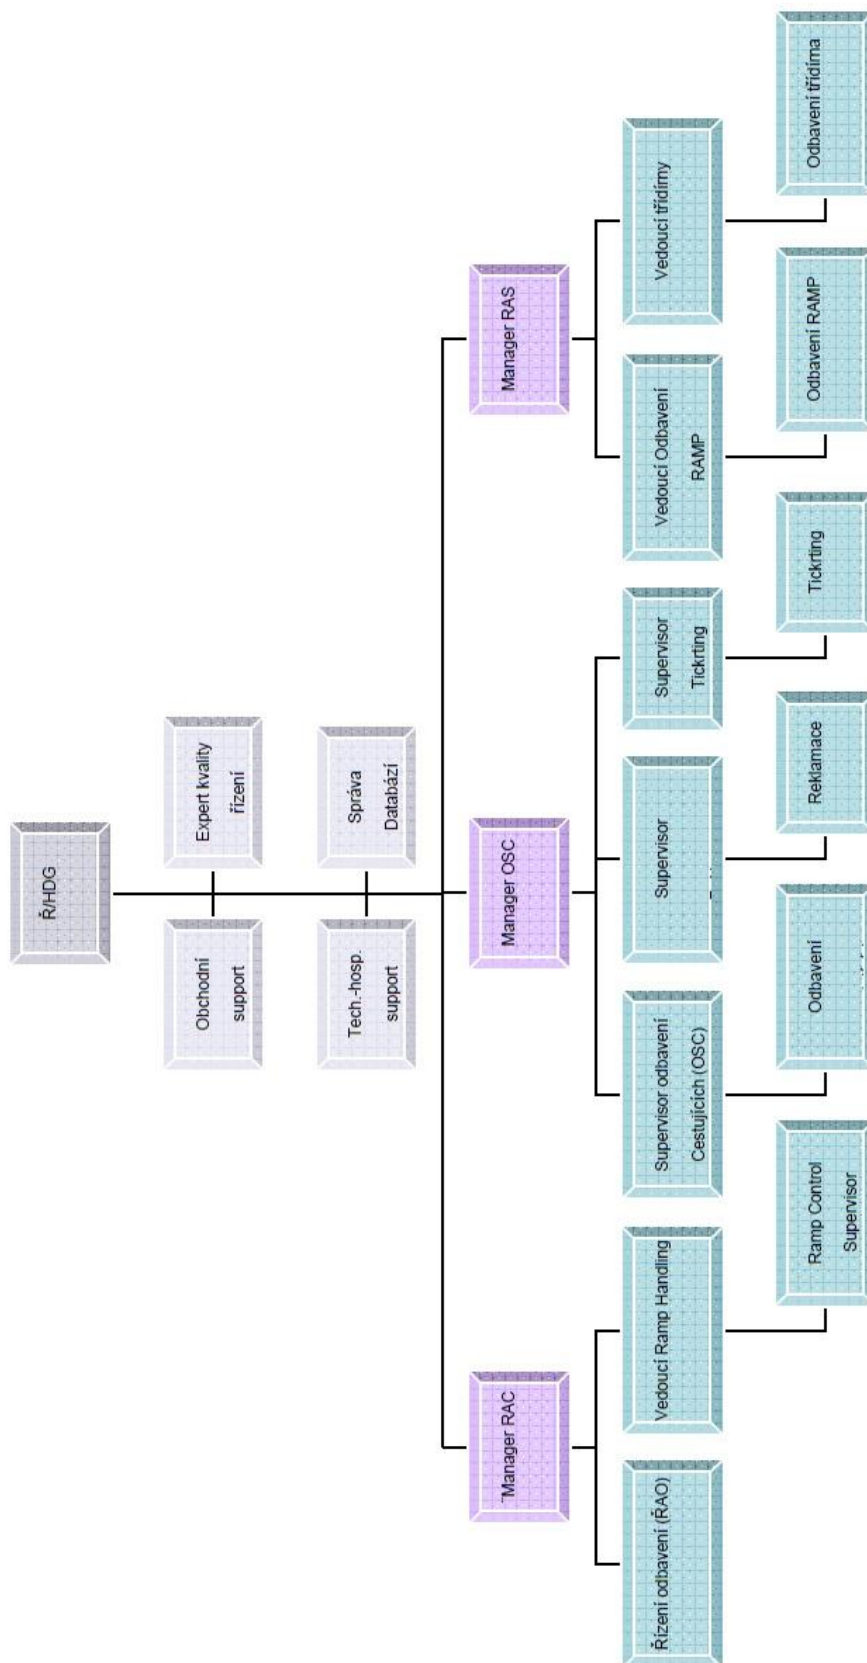 Ř/HDG
Obchodní
support
Expert kvality
řízení
Tech.-hosp.
support
Správa
Databází
Manager RAC
Manager OSC
Manager RAS
Řízení odbavení (ŘAO)
Vedoucí Ramp Handling
Supervisor odbavení
Cestujících (OSC)
Supervisor
Supervisor
Tickrting
Vedoucí Odbavení
RAMP
Vedoucí třídírny
Ramp Control
Supervisor
Odbavení
Reklamace
Tickrting
Odbavení RAMP
Odbavení třídíma